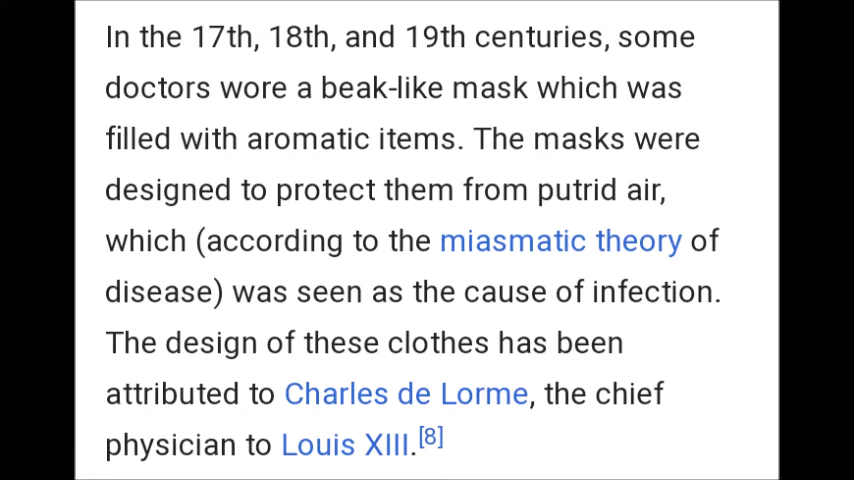 In the 17th, 18th, and 19th centuries, some
doctors wore a beak-like mask which was
filled with aromatic items. The masks were
designed to protect them from putrid air,
which (according to the miasmatic theory of
disease) was seen as the cause of infection.
The design of these clothes has been
attributed to Charles de Lorme, the chief
physician to Louis XIII.[8]